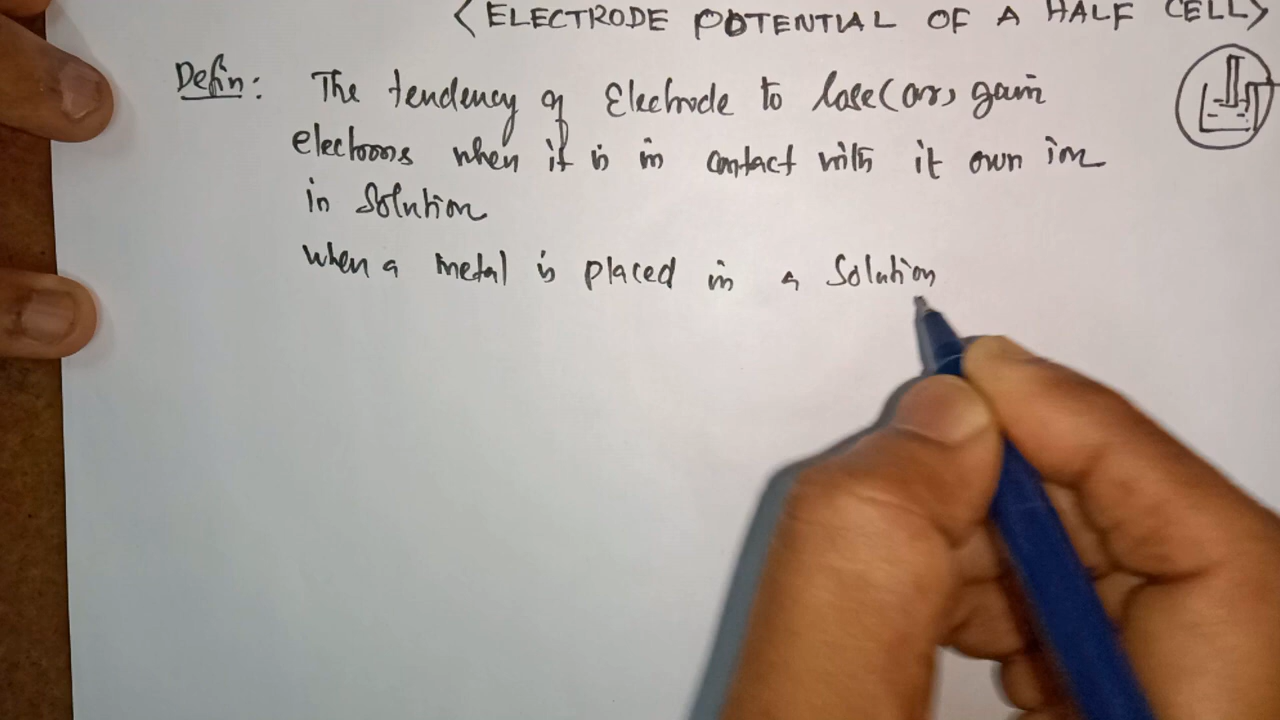 < ELECTRODE POTENTIAL OF A HALF CELL>
Defin: The tendency of Electrode to lose (or) gain
electrons when it is in contact with it own ion
in Solution
when a metal is placed in a Solution